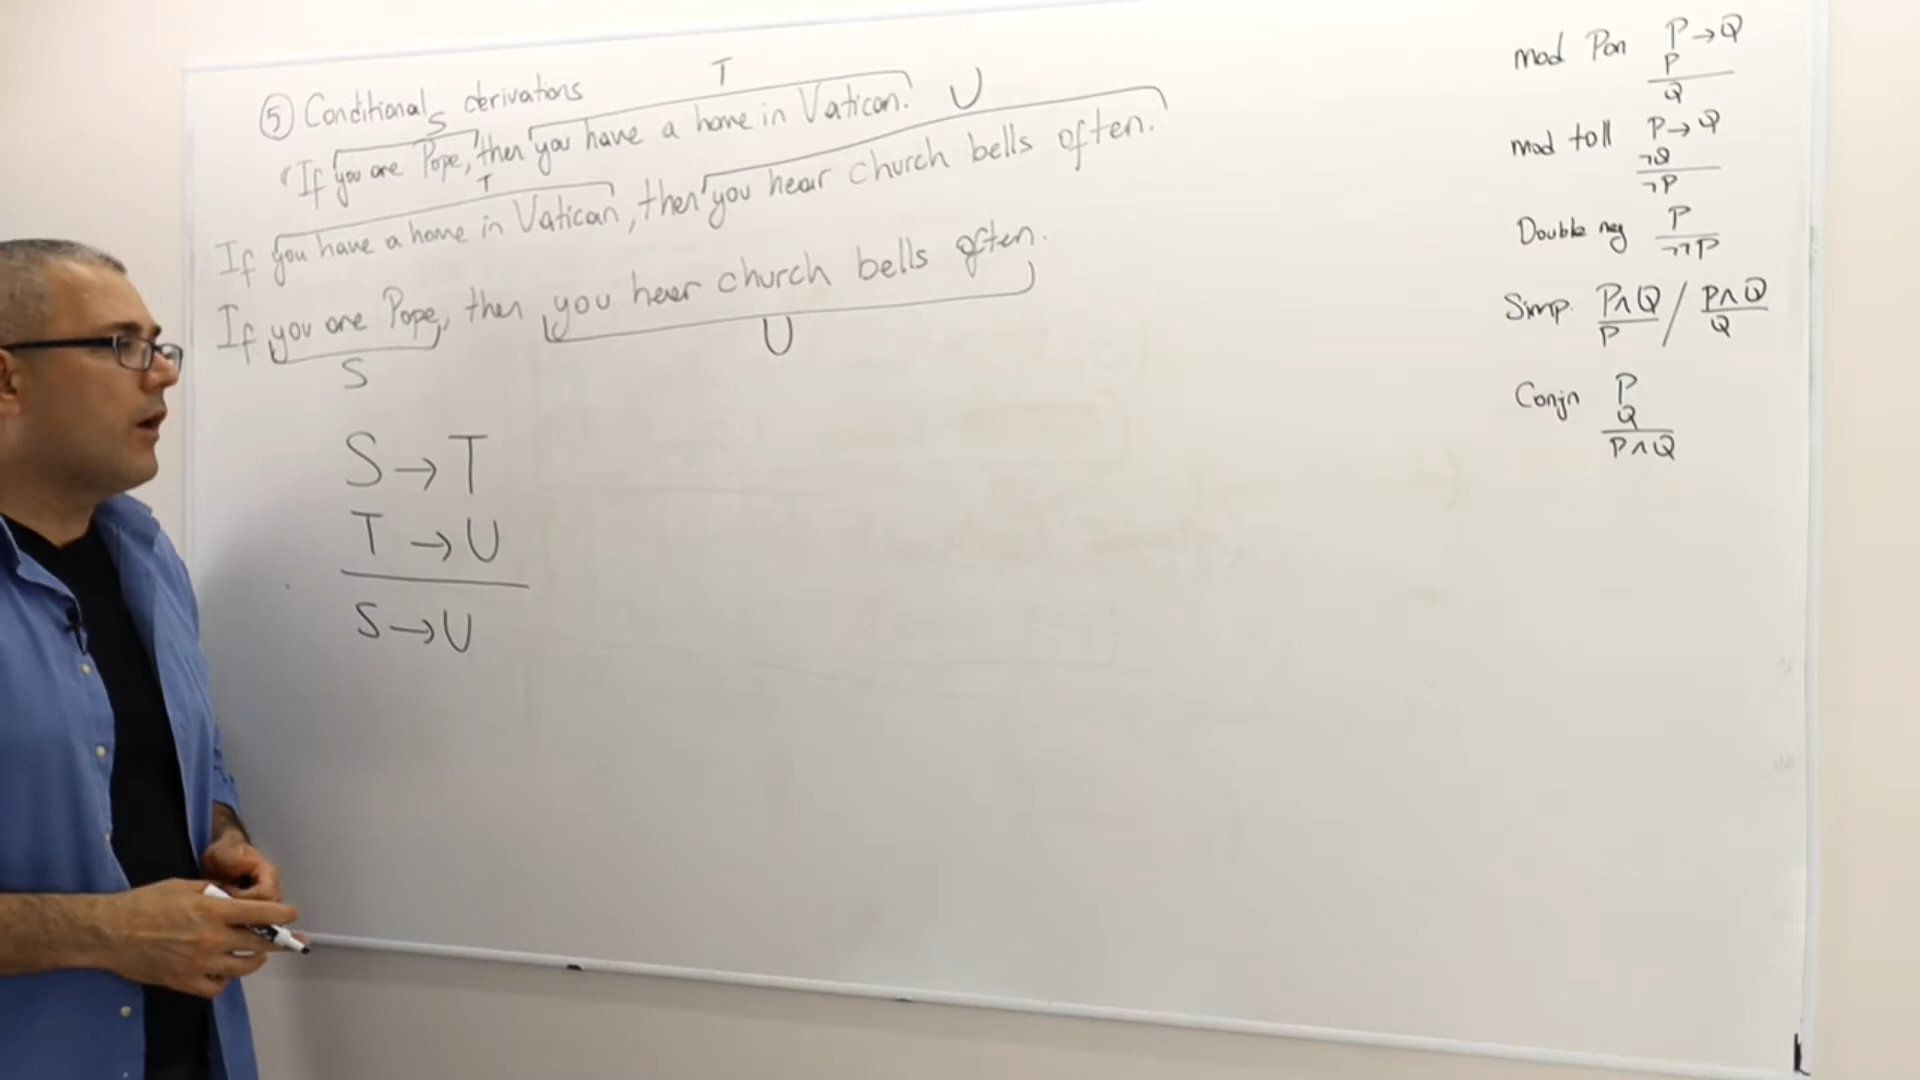 ⑤ Conditional derivations
S T
"If you are Pope, then you have a home in Vatican.
T U
If you have a home in Vatican, then you hear church bells often.
If you are Pope, then you hear church bells often.
S U
S → T
T → U
S → U
mod Pon P → Q
P
Q
mod toll P → Q
¬Q
¬P
Double neg P
¬¬P
Simp. P∧Q / P∧Q
P Q
Conjn P
Q
P∧Q